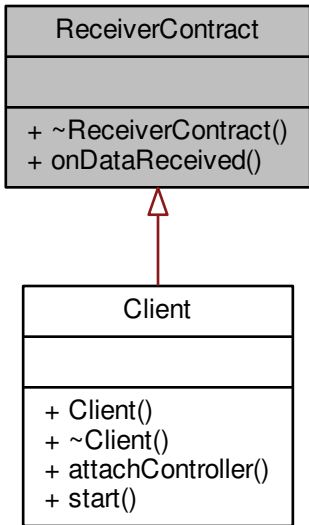 ReceiverContract
+ ~ReceiverContract()
+ onDataReceived()
Client
+ Client()
+ ~Client()
+ attachController()
+ start()